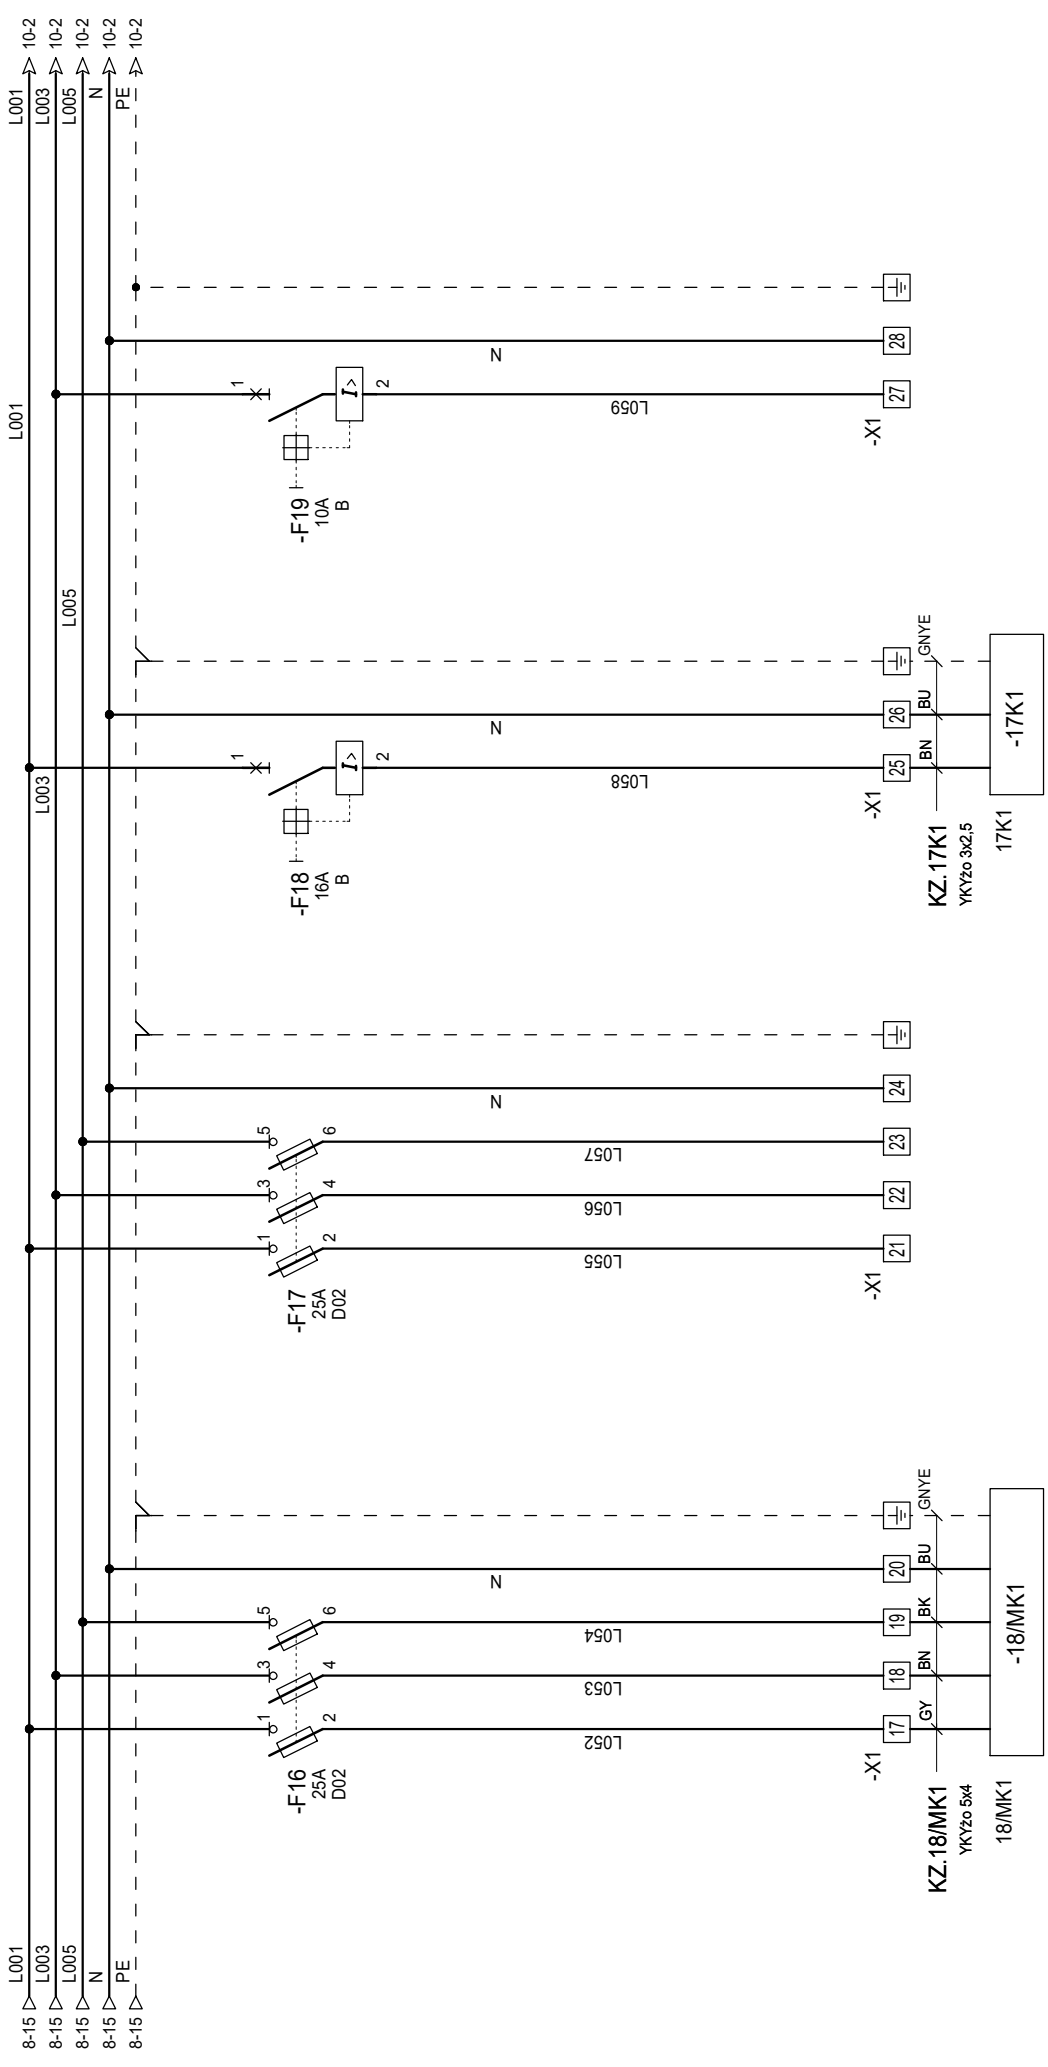 8-15 L001 L001 L001 10-2
8-15 L003 L003 L003 10-2
8-15 L005 L005 L005 10-2
8-15 N N 10-2
8-15 PE PE 10-2
-F16
25A
D02
1 3 5
2 4 6
L052 L053 L054 N
-X1 17 18 19 20
KZ.18/MK1
YKYżo 5x4
GY BN BK BU GNYE
18/MK1
-18/MK1
-F17
25A
D02
1 3 5
2 4 6
L055 L056 L057 N
-X1 21 22 23 24
-F18
16A
B
1
I>
2
L058 N
-X1 25 26
KZ.17K1
YKYżo 3x2,5
BN BU GNYE
17K1
-17K1
-F19
10A
B
1
I>
2
L059 N
-X1 27 28